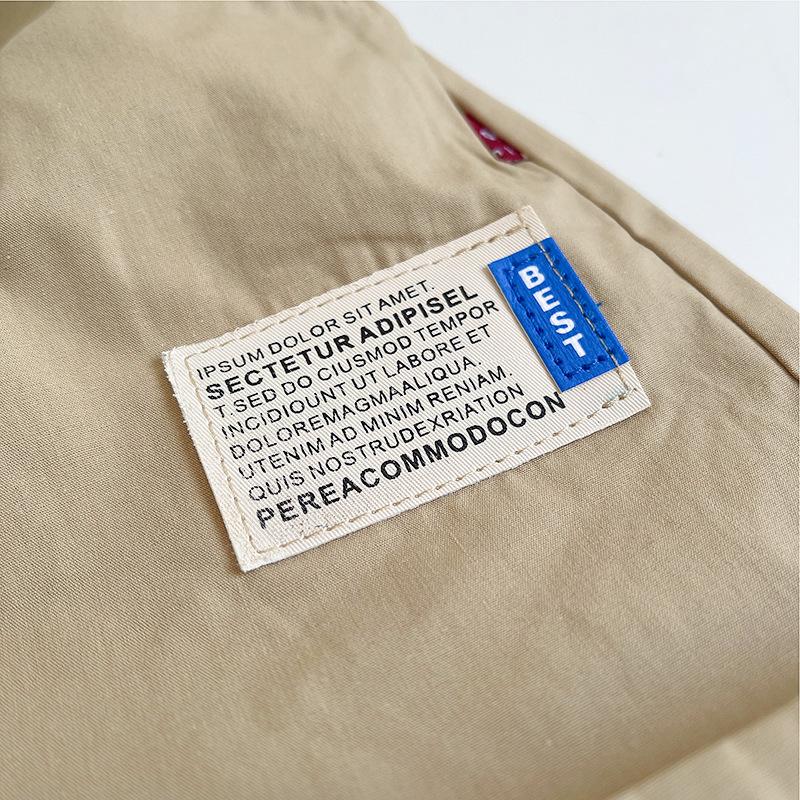 IPSUM DOLOR SIT AMET.
SECTETUR ADIPISEL
T.SED DO CIUSMOD TEMPOR
INCIDIOUNT UT LABORE ET
DOLOREMAGMAALIQUA.
UTENIM AD MINIM RENIAM.
QUIS NOSTRUDEXRIATION
PEREACOMMODOCON
BEST